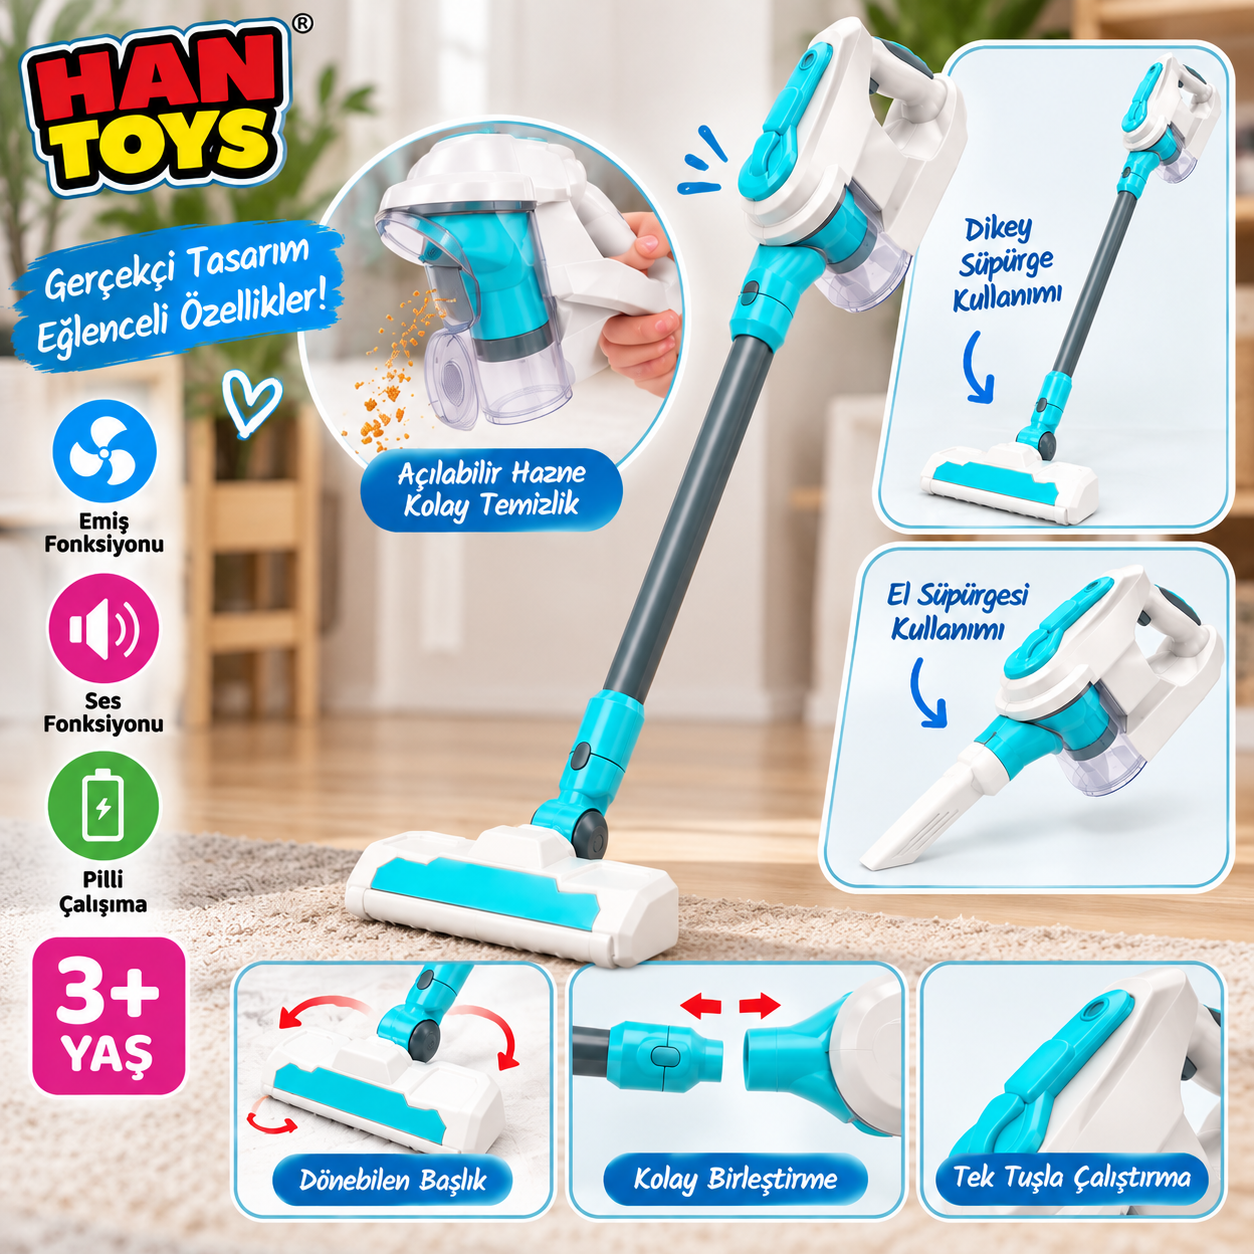 HAN
TOYS
®
Gerçekçi Tasarım
Eğlenceli Özellikler!
Açılabilir Hazne
Kolay Temizlik
Dikey
Süpürge
Kullanımı
El Süpürgesi
Kullanımı
Emiş
Fonksiyonu
Ses
Fonksiyonu
Pilli
Çalışıma
3+
YAŞ
Dönebilen Başlık
Kolay Birleştirme
Tek Tuşla Çalıştırma